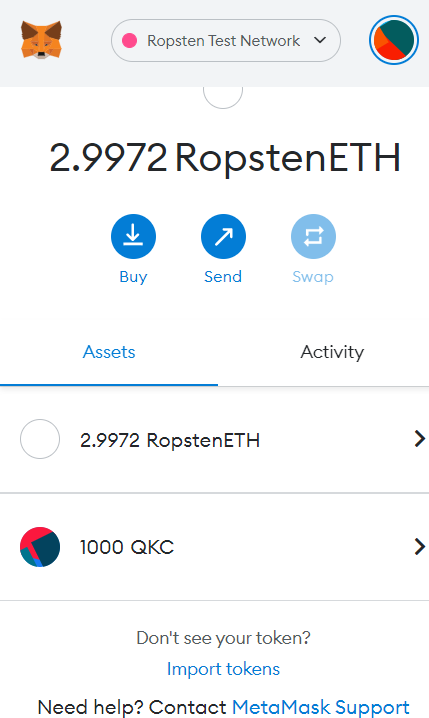 Ropsten Test Network
2.9972 RopstenETH
Buy Send Swap
Assets Activity
2.9972 RopstenETH
1000 QKC
Don't see your token?
Import tokens
Need help? Contact MetaMask Support